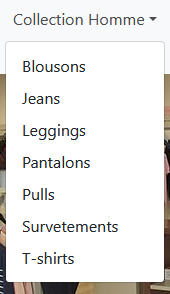 Collection Homme
Blousons
Jeans
Leggings
Pantalons
Pulls
Survetements
T-shirts